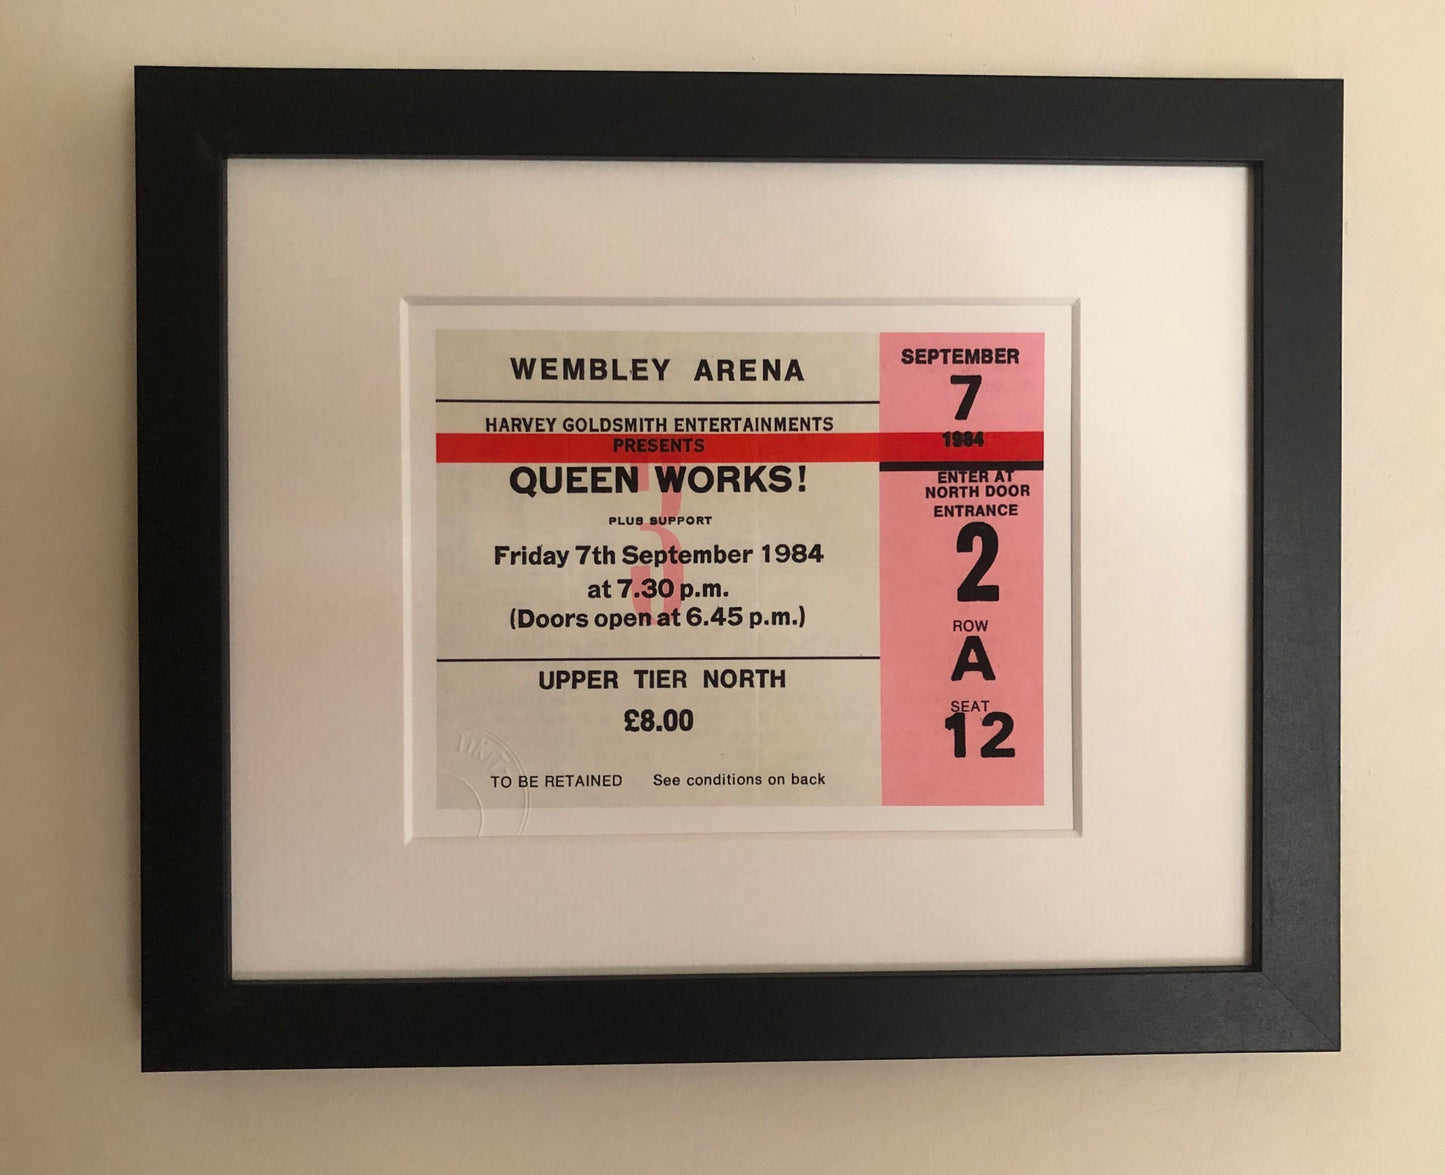 WEMBLEY ARENA
HARVEY GOLDSMITH ENTERTAINMENTS
PRESENTS
QUEEN WORKS!
PLUS SUPPORT
Friday 7th September 1984
at 7.30 p.m.
(Doors open at 6.45 p.m.)
3
UPPER TIER NORTH
£8.00
TO BE RETAINED See conditions on back
SEPTEMBER
7
1984
ENTER AT
NORTH DOOR
ENTRANCE
2
ROW
A
SEAT
12